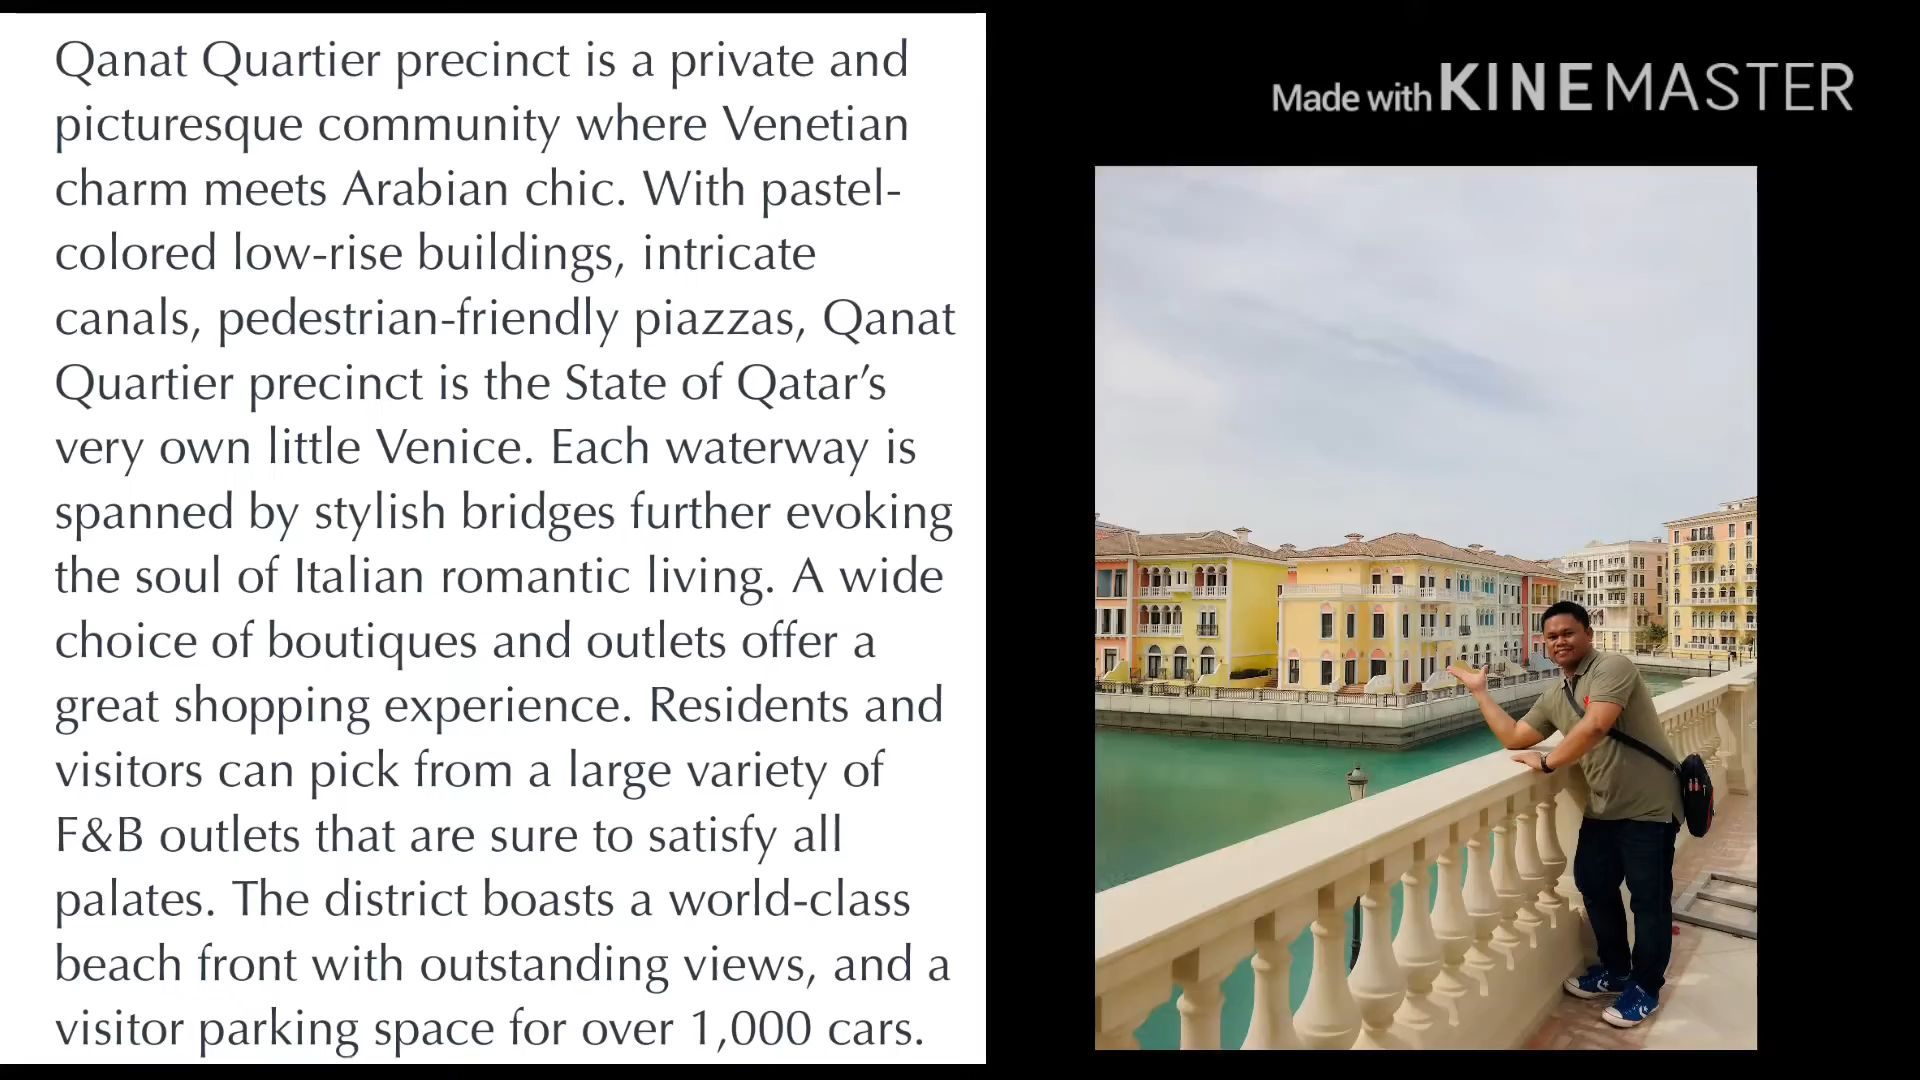 Qanat Quartier precinct is a private and
picturesque community where Venetian
charm meets Arabian chic. With pastel-
colored low-rise buildings, intricate
canals, pedestrian-friendly piazzas, Qanat
Quartier precinct is the State of Qatar’s
very own little Venice. Each waterway is
spanned by stylish bridges further evoking
the soul of Italian romantic living. A wide
choice of boutiques and outlets offer a
great shopping experience. Residents and
visitors can pick from a large variety of
F&B outlets that are sure to satisfy all
palates. The district boasts a world-class
beach front with outstanding views, and a
visitor parking space for over 1,000 cars.
Made with KINEMASTER